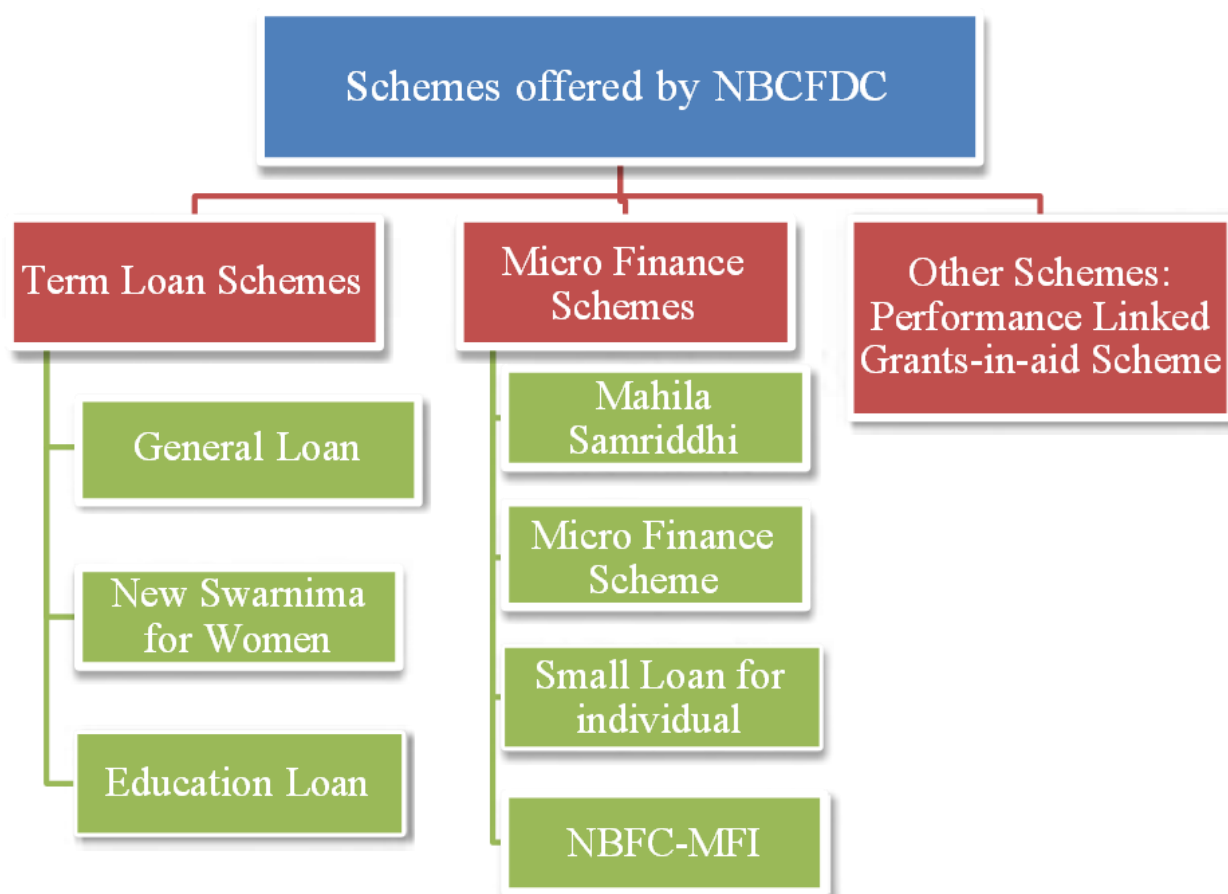 Schemes offered by NBCFDC
Term Loan Schemes
General Loan
New Swarnima
for Women
Education Loan
Micro Finance
Schemes
Mahila
Samriddhi
Micro Finance
Scheme
Small Loan for
individual
NBFC-MFI
Other Schemes:
Performance Linked
Grants-in-aid Scheme